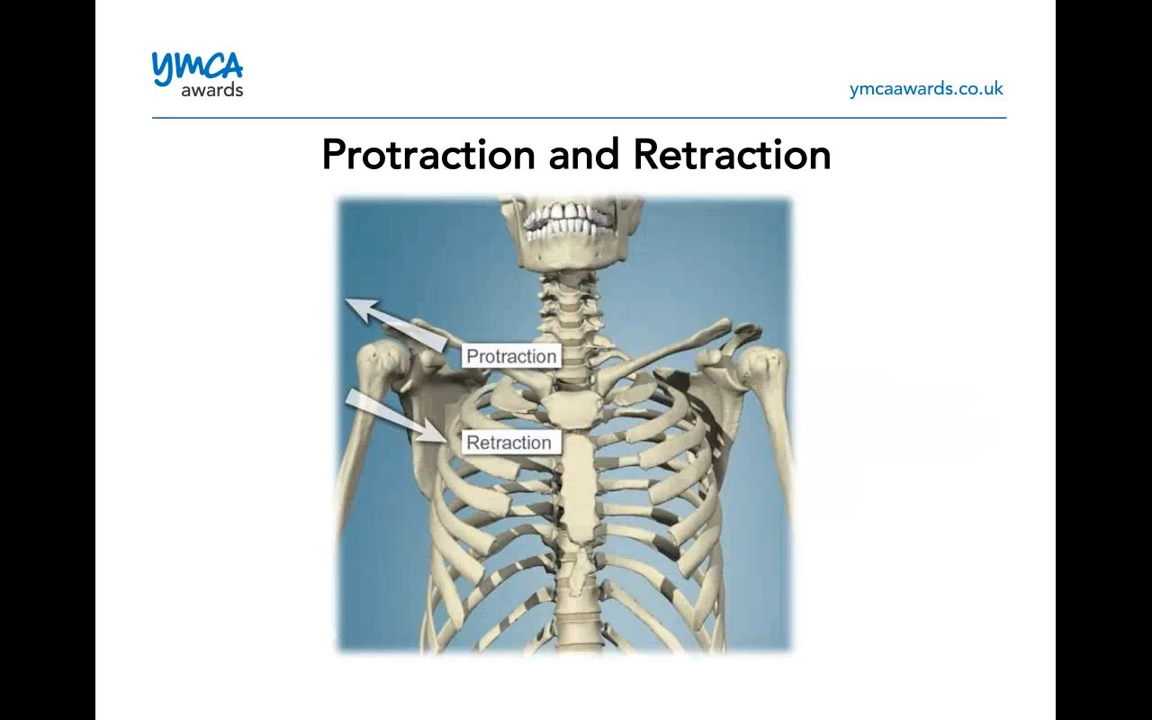 ymca
awards
ymcaawards.co.uk
Protraction and Retraction
Protraction
Retraction